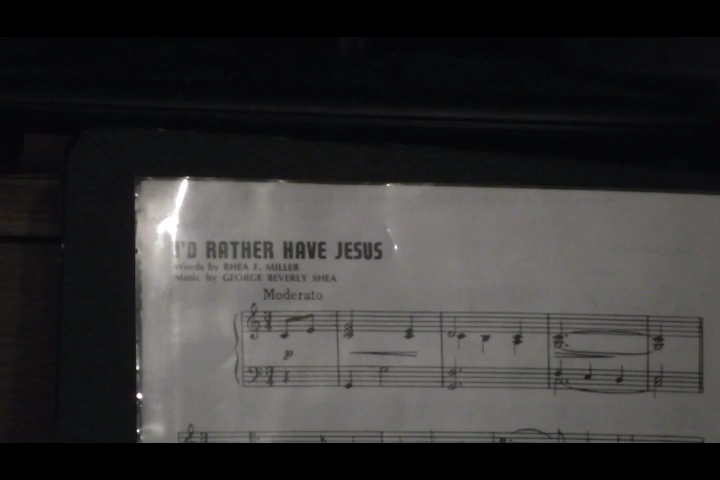 I'D RATHER HAVE JESUS
Words by RHEA F. MILLER
Music by GEORGE BEVERLY SHEA
Moderato
p